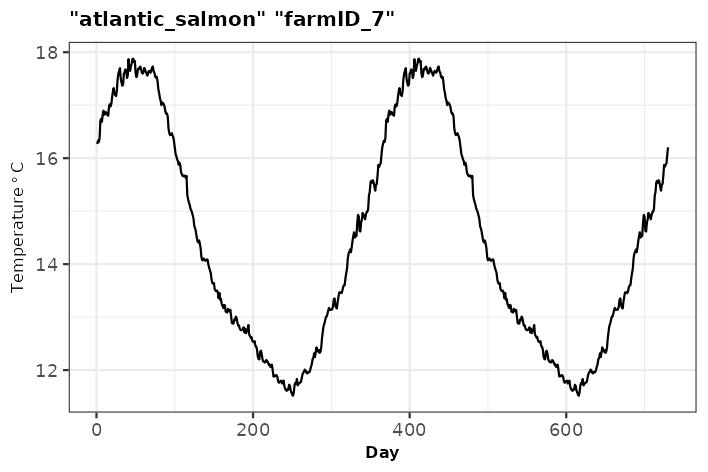 "atlantic_salmon" "farmID_7"
18
16
14
12
Temperature ° C
0 200 400 600
Day